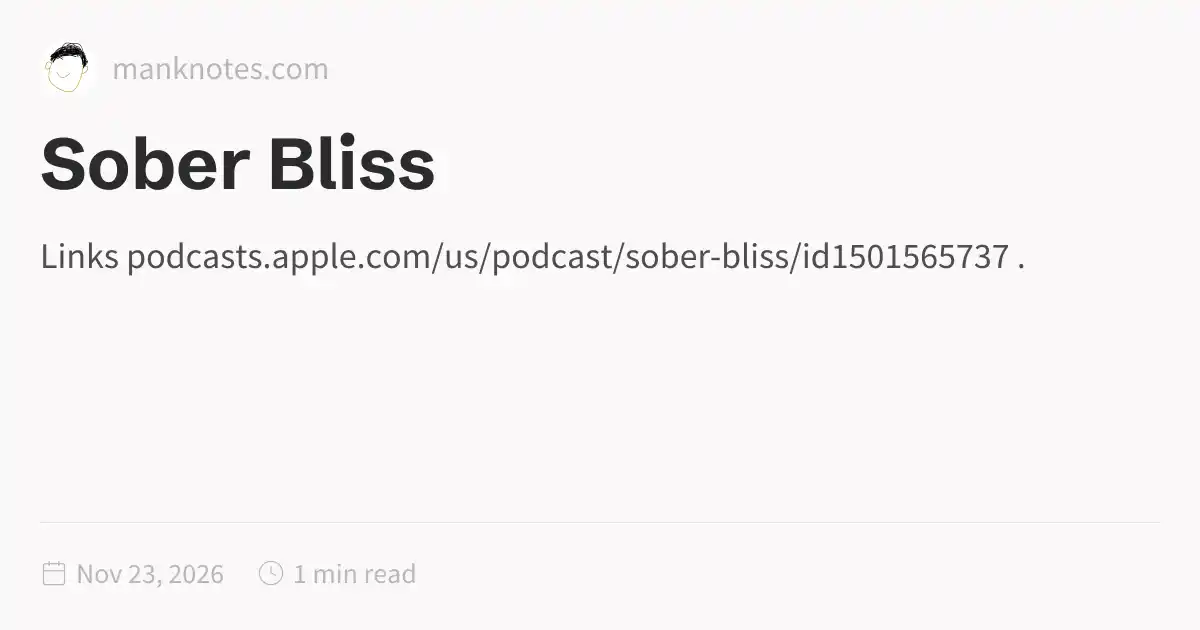 manknotes.com
Sober Bliss
Links podcasts.apple.com/us/podcast/sober-bliss/id1501565737 .
Nov 23, 2026 1 min read